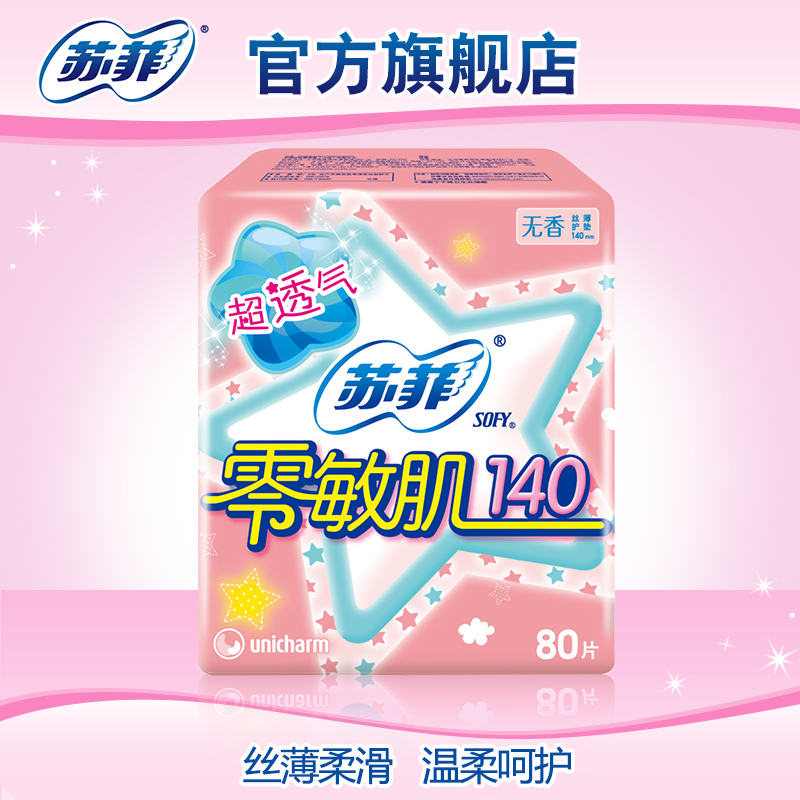 苏菲® 官方旗舰店
无香 丝薄护垫 140mm
超透气
苏菲®
SOFY®
零敏肌140
unicharm
80片
丝薄柔滑 温柔呵护